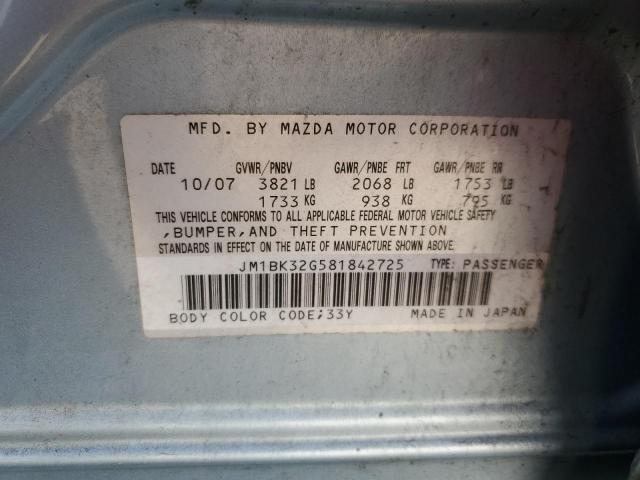 MFD. BY MAZDA MOTOR CORPORATION
DATE GVWR/PNBV GAWR/PNBE FRT GAWR/PNBE RR
10/07 3821 LB 2068 LB 1753 LB
1733 KG 938 KG 795 KG
THIS VEHICLE CONFORMS TO ALL APPLICABLE FEDERAL MOTOR VEHICLE SAFETY
,BUMPER,AND THEFT PREVENTION
STANDARDS IN EFFECT ON THE DATE OF MANUFACTURE SHOWN ABOVE.
JM1BK32G581842725 TYPE: PASSENGER
BODY COLOR CODE;33Y MADE IN JAPAN